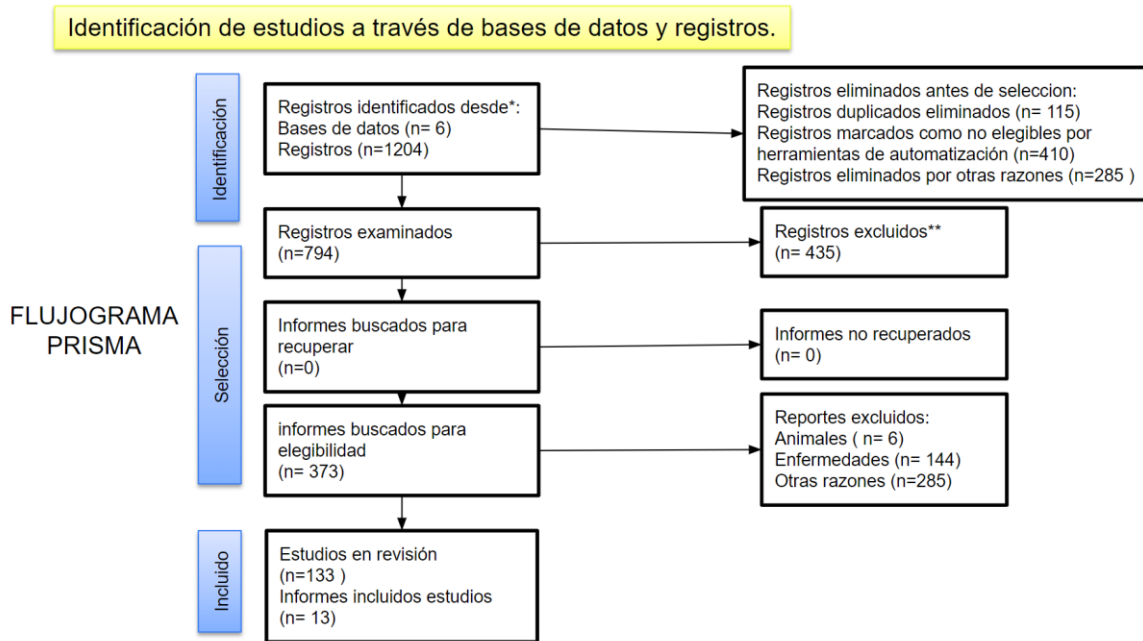 Identificación de estudios a través de bases de datos y registros.
Identificación
Registros identificados desde*:
Bases de datos (n= 6)
Registros (n=1204)
Registros eliminados antes de seleccion:
Registros duplicados eliminados (n= 115)
Registros marcados como no elegibles por
herramientas de automatización (n=410)
Registros eliminados por otras razones (n=285 )
FLUJOGRAMA
PRISMA
Selección
Registros examinados
(n=794)
Registros excluidos**
(n= 435)
Informes buscados para
recuperar
(n=0)
Informes no recuperados
(n= 0)
informes buscados para
elegibilidad
(n= 373)
Reportes excluidos:
Animales ( n= 6)
Enfermedades (n= 144)
Otras razones (n=285)
Incluido
Estudios en revisión
(n=133 )
Informes incluidos estudios
(n= 13)